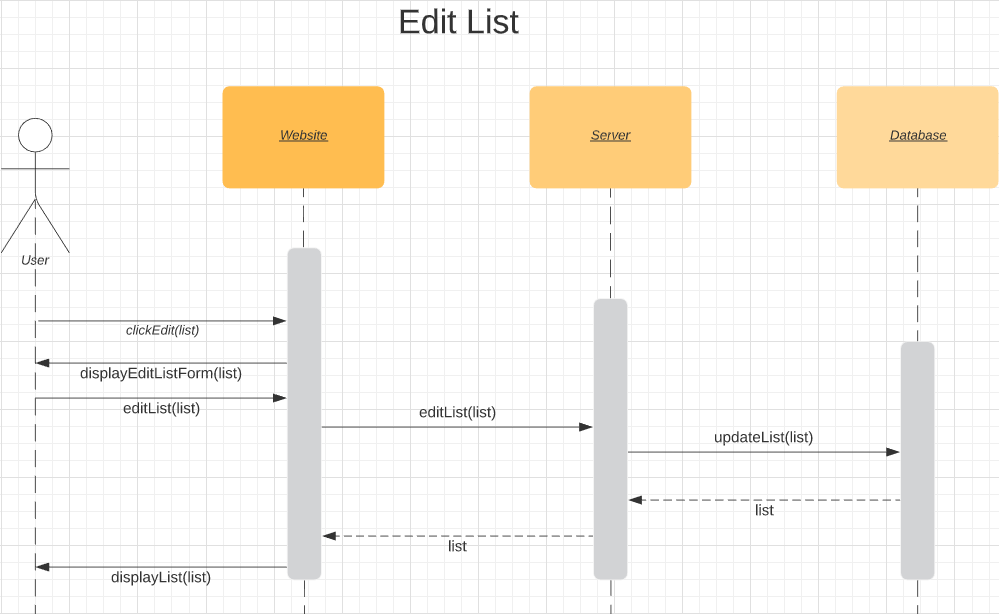 Edit List
Website
Server
Database
User
clickEdit(list)
displayEditListForm(list)
editList(list)
editList(list)
updateList(list)
list
list
displayList(list)